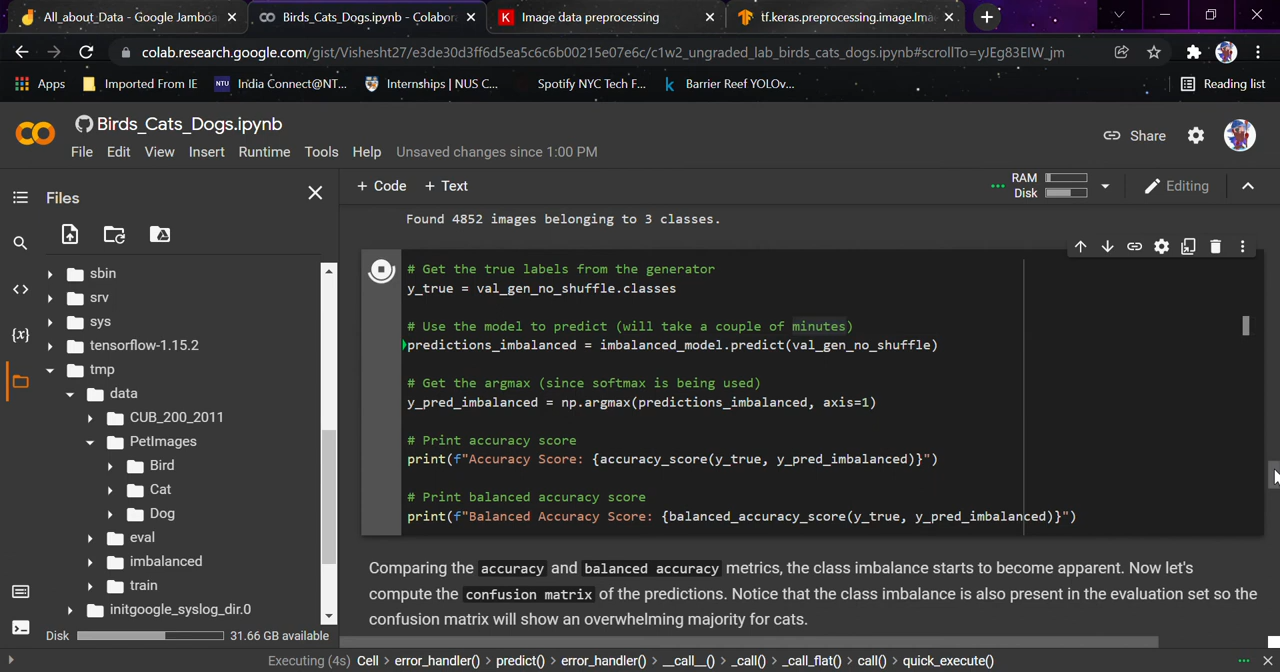 All_about_Data - Google Jamboa
Birds_Cats_Dogs.ipynb - Colabor
K Image data preprocessing
tf.keras.preprocessing.image.Ima
colab.research.google.com/gist/Vishesht27/e3de30d3ff6d5ea5c6c6b00215e07e6c/c1w2_ungraded_lab_birds_cats_dogs.ipynb#scrollTo=yJEg83EIW_jm
Apps
Imported From IE
NTU India Connect@NT...
Internships | NUS C...
Spotify NYC Tech F...
k Barrier Reef YOLOv...
Reading list
Birds_Cats_Dogs.ipynb
File Edit View Insert Runtime Tools Help Unsaved changes since 1:00 PM
Share
Files
+ Code + Text
RAM
Disk
Editing
sbin
srv
sys
tensorflow-1.15.2
tmp
data
CUB_200_2011
PetImages
Bird
Cat
Dog
eval
imbalanced
train
initgoogle_syslog_dir.0
Disk 31.66 GB available
Found 4852 images belonging to 3 classes.
# Get the true labels from the generator
y_true = val_gen_no_shuffle.classes
# Use the model to predict (will take a couple of minutes)
predictions_imbalanced = imbalanced_model.predict(val_gen_no_shuffle)
# Get the argmax (since softmax is being used)
y_pred_imbalanced = np.argmax(predictions_imbalanced, axis=1)
# Print accuracy score
print(f"Accuracy Score: {accuracy_score(y_true, y_pred_imbalanced)}")
# Print balanced accuracy score
print(f"Balanced Accuracy Score: {balanced_accuracy_score(y_true, y_pred_imbalanced)}")
Comparing the accuracy and balanced accuracy metrics, the class imbalance starts to become apparent. Now let's
compute the confusion matrix of the predictions. Notice that the class imbalance is also present in the evaluation set so the
confusion matrix will show an overwhelming majority for cats.
Executing (4s) Cell > error_handler() > predict() > error_handler() > __call__() > _call() > _call_flat() > call() > quick_execute()